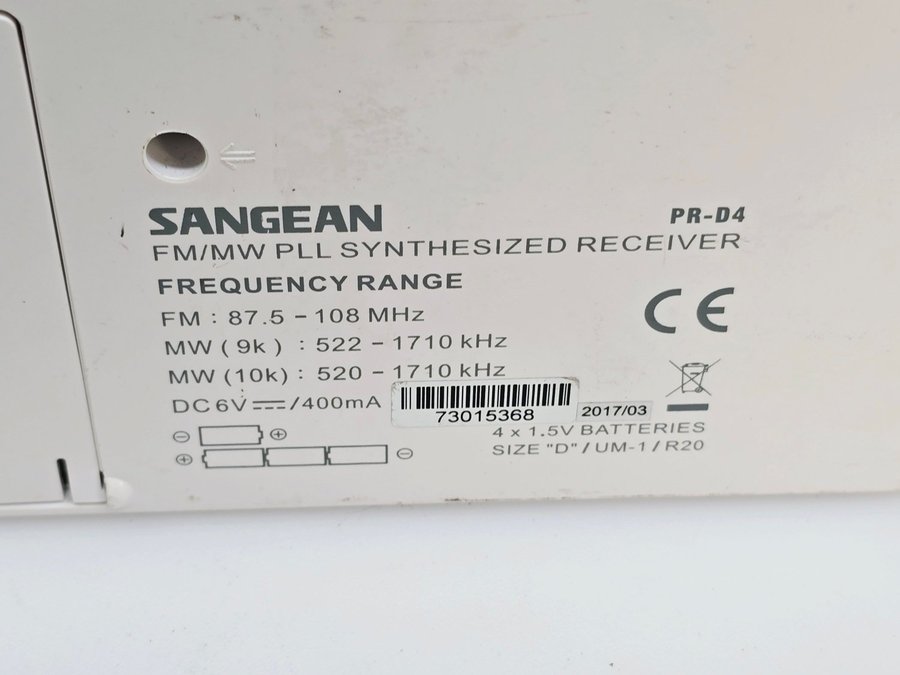 SANGEAN PR-D4
FM/MW PLL SYNTHESIZED RECEIVER
FREQUENCY RANGE
FM : 87.5 - 108 MHz
MW ( 9k ) : 522 - 1710 kHz
MW (10k) : 520 - 1710 kHz
DC 6V ⎓ /400mA
73015368
2017/03
4 x 1.5V BATTERIES
SIZE "D" / UM-1 / R20
CE